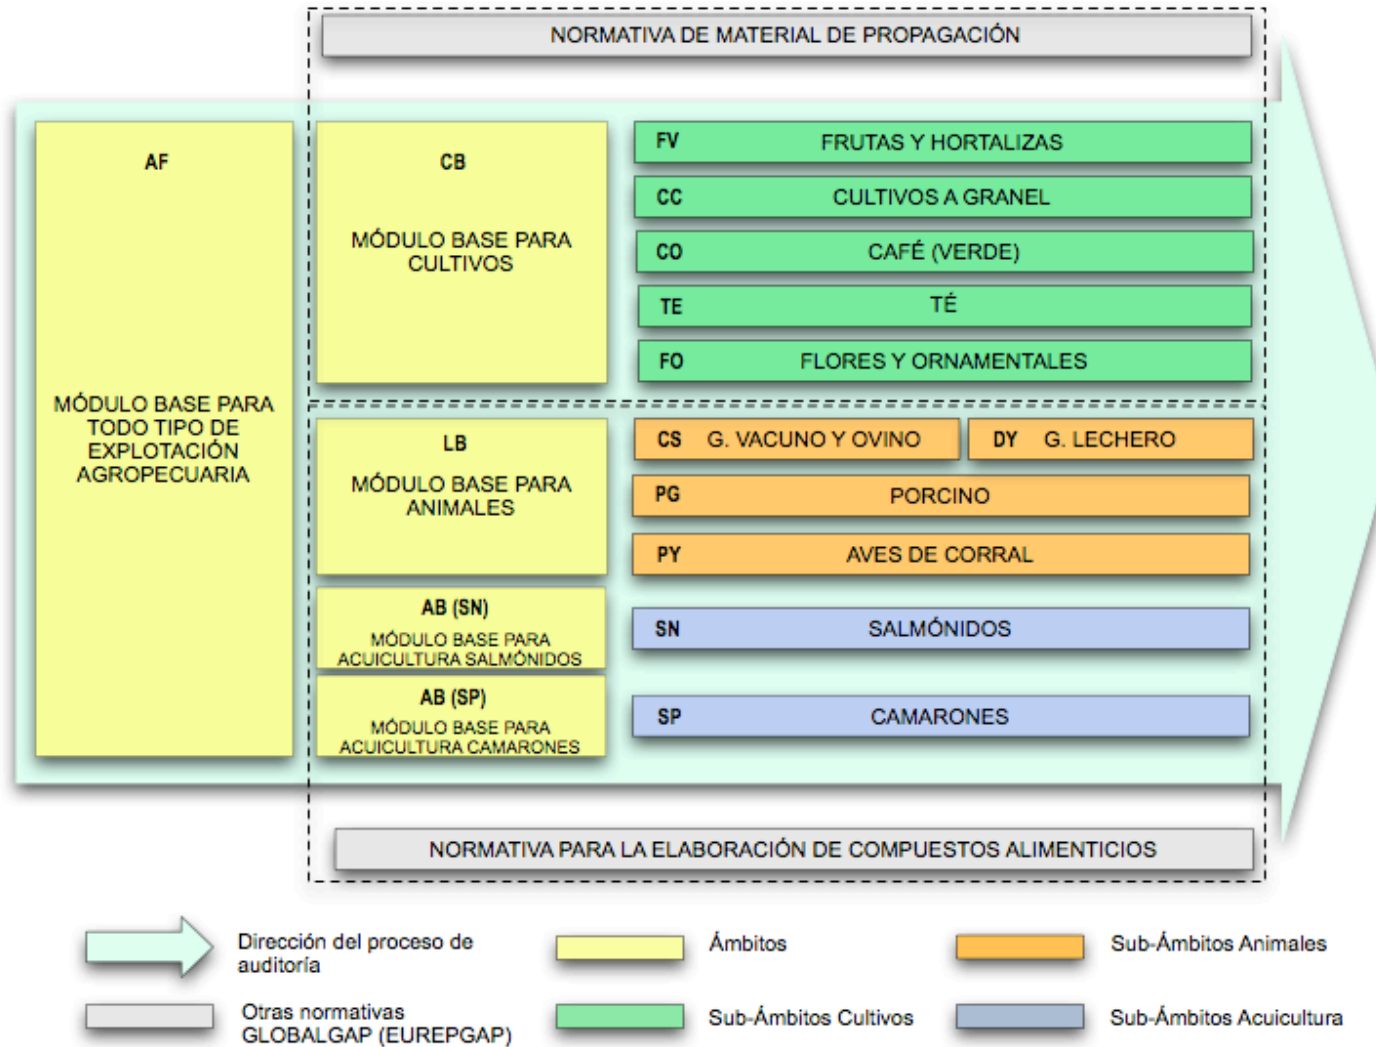 NORMATIVA DE MATERIAL DE PROPAGACIÓN
AF
MÓDULO BASE PARA
TODO TIPO DE
EXPLOTACIÓN
AGROPECUARIA
CB
MÓDULO BASE PARA
CULTIVOS
FV FRUTAS Y HORTALIZAS
CC CULTIVOS A GRANEL
CO CAFÉ (VERDE)
TE TÉ
FO FLORES Y ORNAMENTALES
LB
MÓDULO BASE PARA
ANIMALES
CS G. VACUNO Y OVINO
DY G. LECHERO
PG PORCINO
PY AVES DE CORRAL
AB (SN)
MÓDULO BASE PARA
ACUICULTURA SALMÓNIDOS
SN SALMÓNIDOS
AB (SP)
MÓDULO BASE PARA
ACUICULTURA CAMARONES
SP CAMARONES
NORMATIVA PARA LA ELABORACIÓN DE COMPUESTOS ALIMENTICIOS
Dirección del proceso de
auditoría
Ámbitos
Sub-Ámbitos Animales
Otras normativas
GLOBALGAP (EUREPGAP)
Sub-Ámbitos Cultivos
Sub-Ámbitos Acuicultura